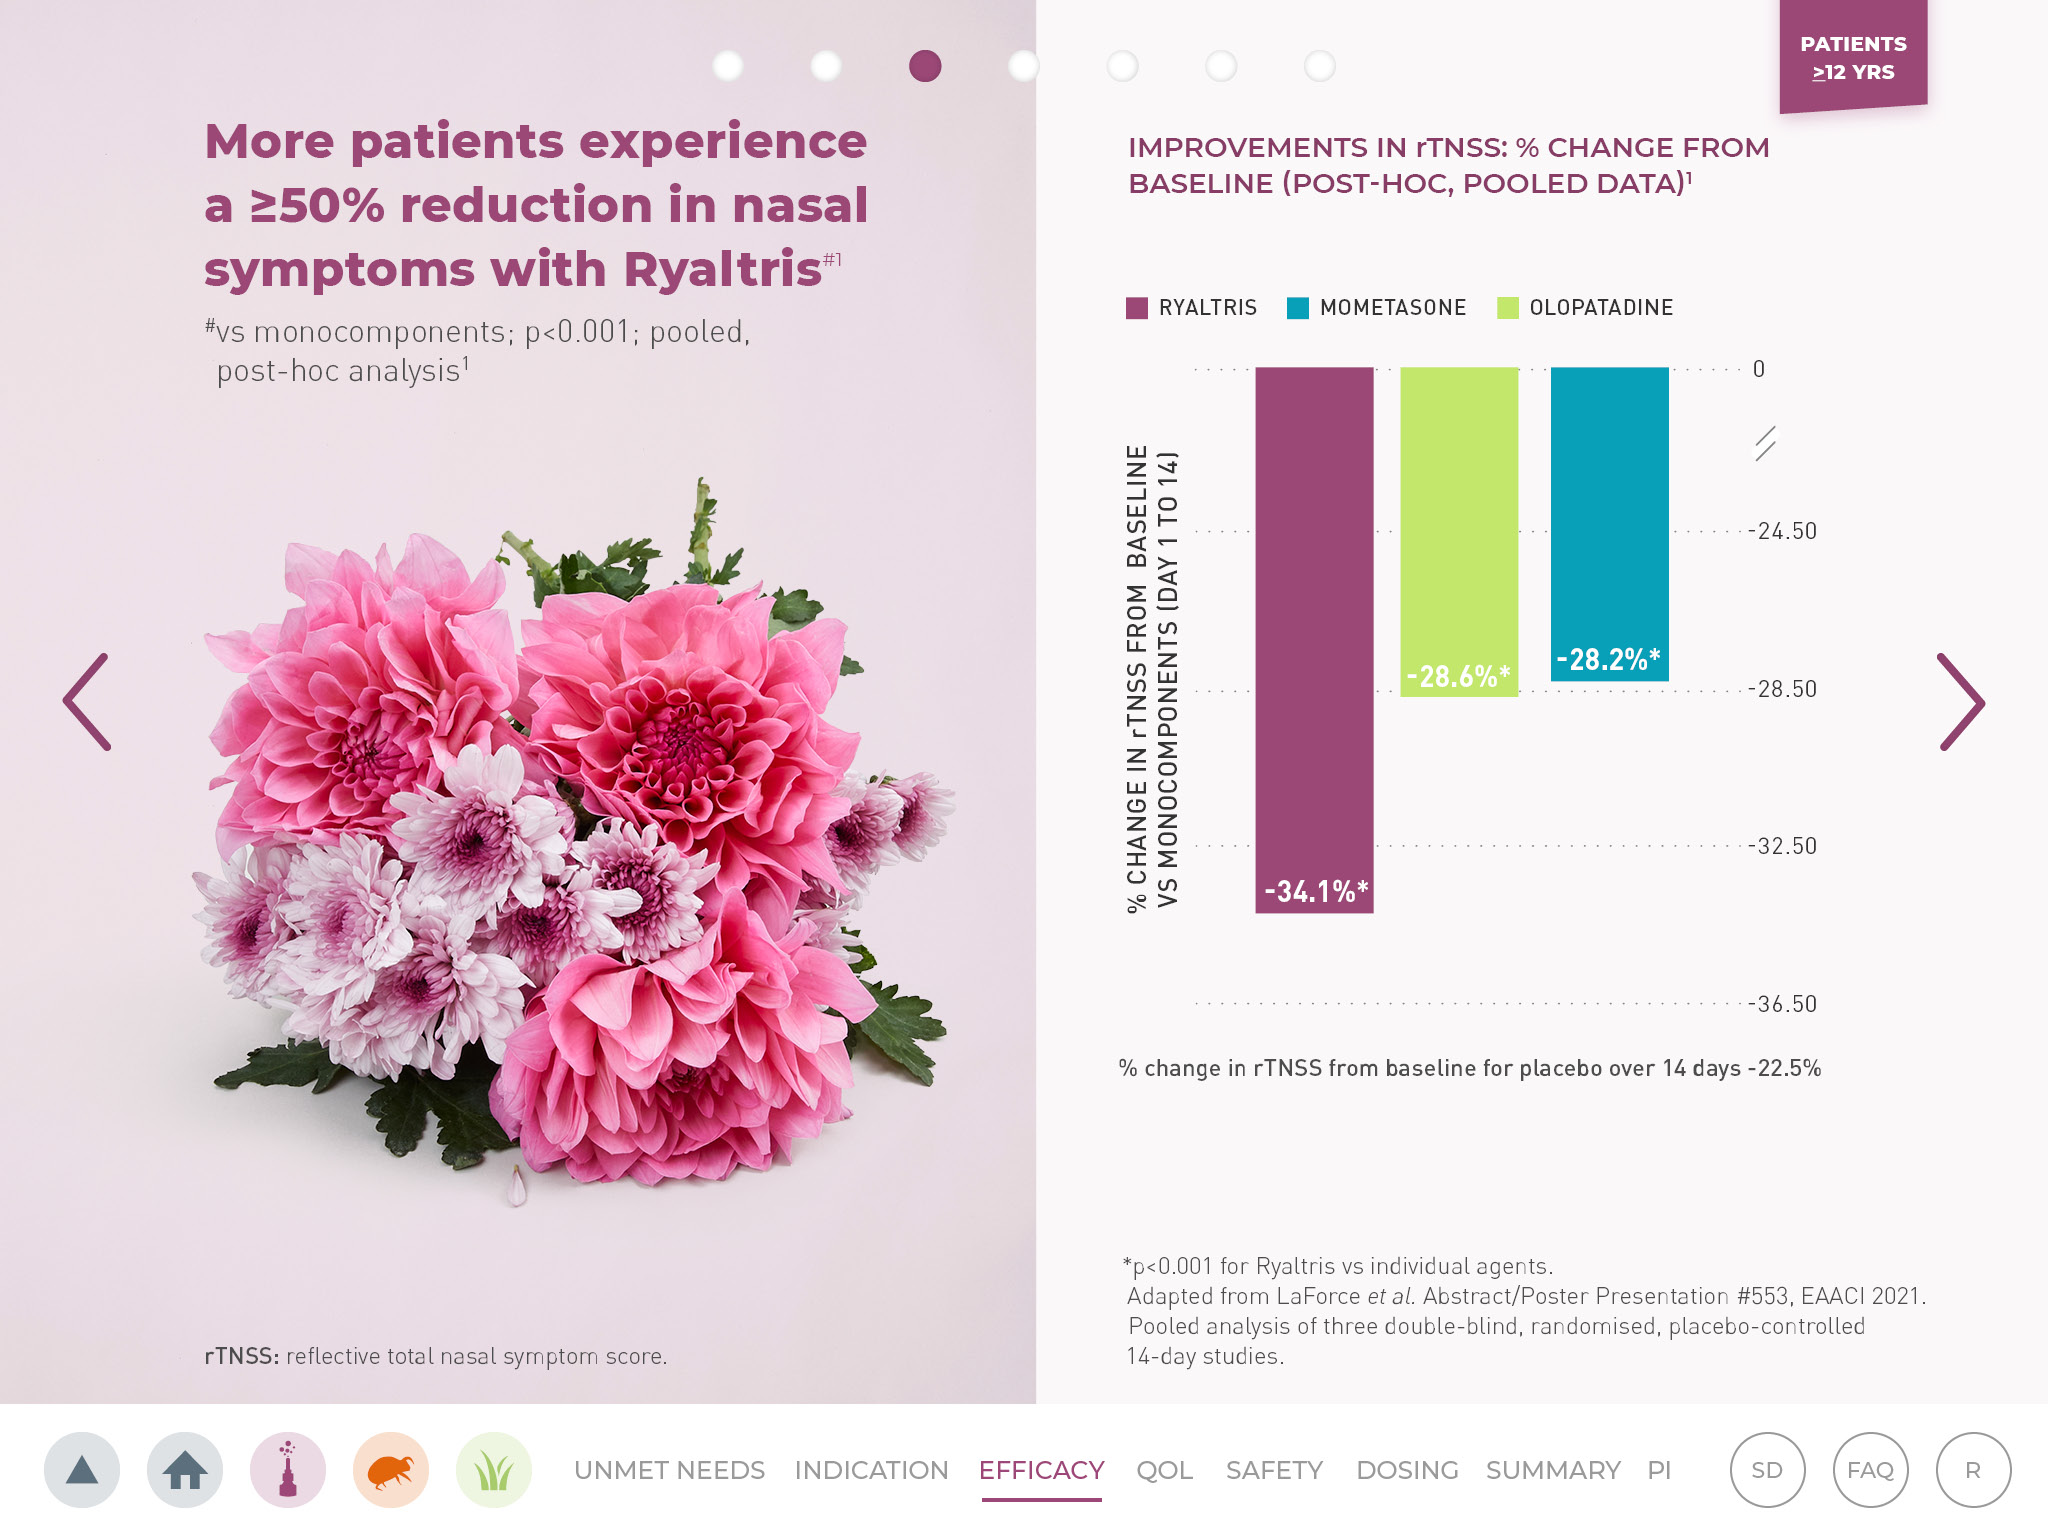 PATIENTS
≥12 YRS
More patients experience
a ≥50% reduction in nasal
symptoms with Ryaltris#1
#vs monocomponents; p<0.001; pooled,
post-hoc analysis1
rTNSS: reflective total nasal symptom score.
IMPROVEMENTS IN rTNSS: % CHANGE FROM
BASELINE (POST-HOC, POOLED DATA)1
RYALTRIS MOMETASONE OLOPATADINE
% CHANGE IN rTNSS FROM BASELINE
VS MONOCOMPONENTS (DAY 1 TO 14)
0
-24.50
-28.50
-32.50
-36.50
-34.1%*
-28.6%*
-28.2%*
% change in rTNSS from baseline for placebo over 14 days -22.5%
*p<0.001 for Ryaltris vs individual agents.
Adapted from LaForce et al. Abstract/Poster Presentation #553, EAACI 2021.
Pooled analysis of three double-blind, randomised, placebo-controlled
14-day studies.
UNMET NEEDS INDICATION EFFICACY QOL SAFETY DOSING SUMMARY PI SD FAQ R